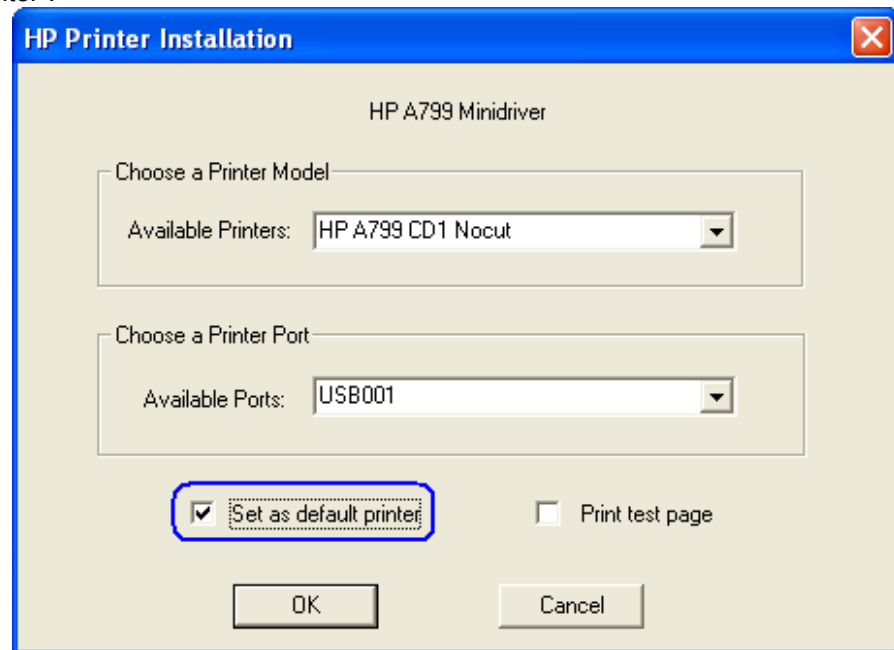 HP Printer Installation
HP A799 Minidriver
Choose a Printer Model
Available Printers: HP A799 CD1 Nocut
Choose a Printer Port
Available Ports: USB001
Set as default printer Print test page
OK Cancel